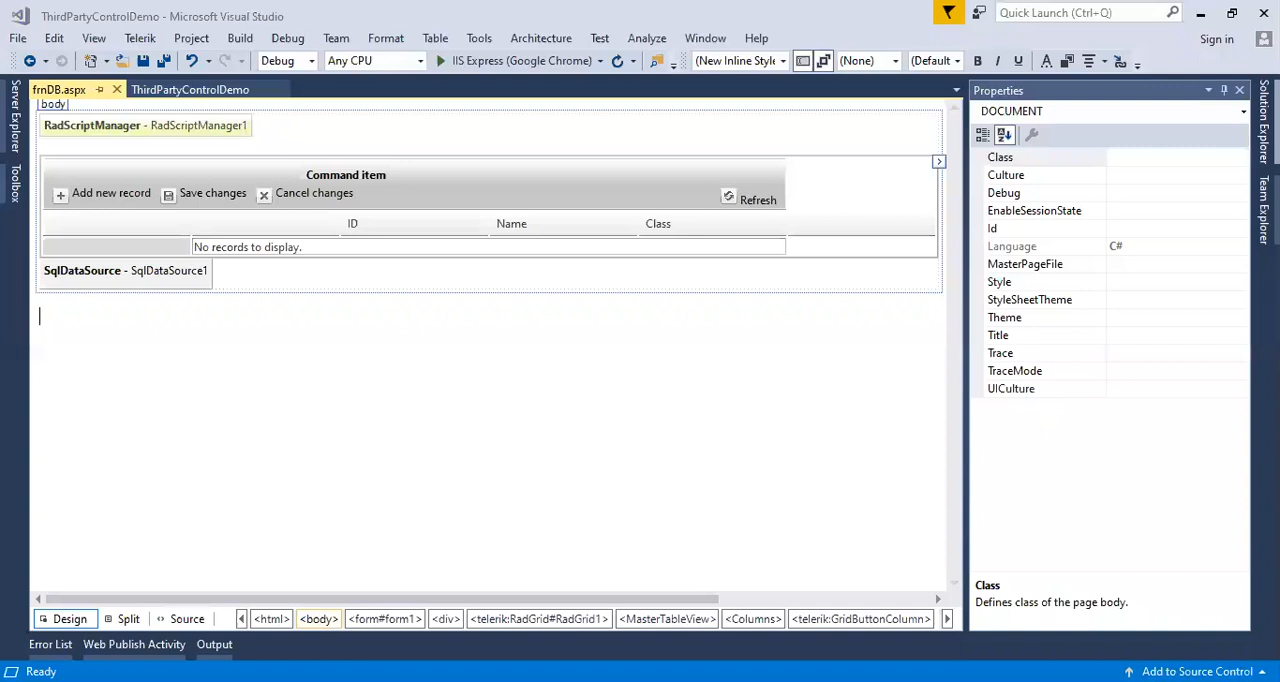 ThirdPartyControlDemo - Microsoft Visual Studio
Quick Launch (Ctrl+Q)
File Edit View Telerik Project Build Debug Team Format Table Tools Architecture Test Analyze Window Help
Sign in
Debug Any CPU IIS Express (Google Chrome) (New Inline Style (None) (Default B I U A
frnDB.aspx ThirdPartyControlDemo
body
RadScriptManager - RadScriptManager1
Command item
Add new record Save changes Cancel changes
Refresh
ID Name Class
No records to display.
SqlDataSource - SqlDataSource1
Design Split Source <html> <body> <form#form1> <div> <telerik:RadGrid#RadGrid1> <MasterTableView> <Columns> <telerik:GridButtonColumn>
Error List Web Publish Activity Output
Ready
Add to Source Control
Server Explorer
Toolbox
Properties
DOCUMENT
Class
Culture
Debug
EnableSessionState
Id
Language C#
MasterPageFile
Style
StyleSheetTheme
Theme
Title
Trace
TraceMode
UICulture
Class
Defines class of the page body.
Solution Explorer
Team Explorer